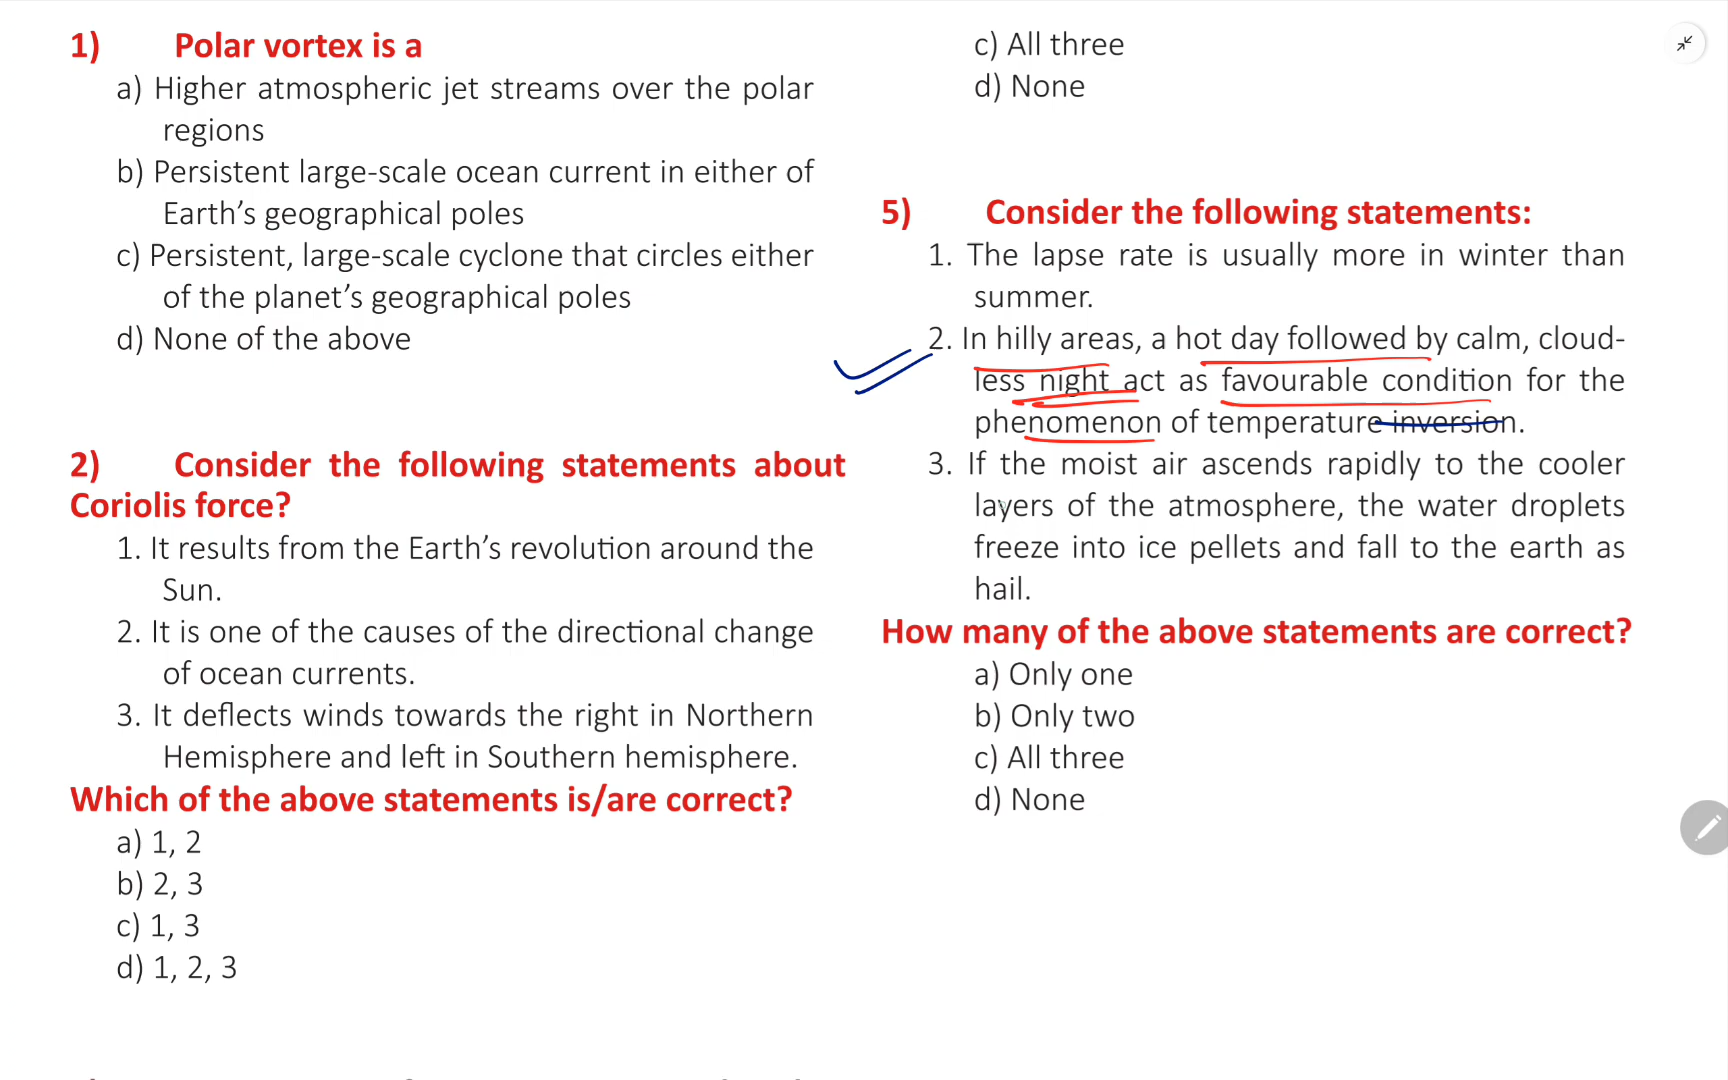 1) Polar vortex is a
a) Higher atmospheric jet streams over the polar
regions
b) Persistent large-scale ocean current in either of
Earth’s geographical poles
c) Persistent, large-scale cyclone that circles either
of the planet’s geographical poles
d) None of the above
2) Consider the following statements about
Coriolis force?
1. It results from the Earth’s revolution around the
Sun.
2. It is one of the causes of the directional change
of ocean currents.
3. It deflects winds towards the right in Northern
Hemisphere and left in Southern hemisphere.
Which of the above statements is/are correct?
a) 1, 2
b) 2, 3
c) 1, 3
d) 1, 2, 3
c) All three
d) None
5) Consider the following statements:
1. The lapse rate is usually more in winter than
summer.
2. In hilly areas, a hot day followed by calm, cloud-
less night act as favourable condition for the
phenomenon of temperature inversion.
3. If the moist air ascends rapidly to the cooler
layers of the atmosphere, the water droplets
freeze into ice pellets and fall to the earth as
hail.
How many of the above statements are correct?
a) Only one
b) Only two
c) All three
d) None